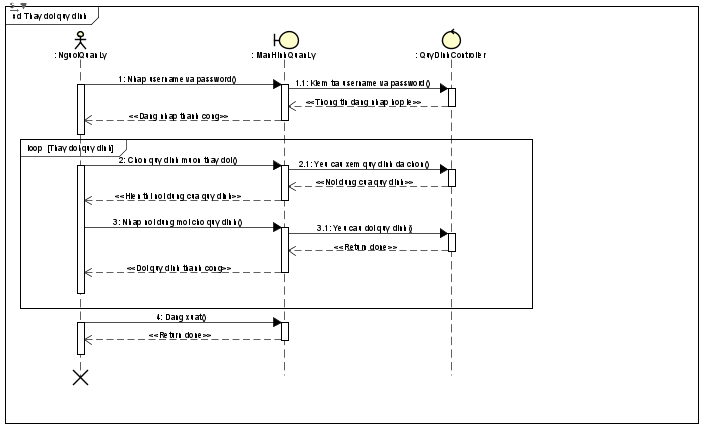 sd Thay doi quy dinh
: NguoiQuanLy
: ManHinhQuanLy
: QuyDinhController
1: Nhap username va password()
1.1: Kiem tra username va password()
<<Thong tin dang nhap hop le>>
<<Dang nhap thanh cong>>
loop [Thay doi quy dinh]
2: Chon quy dinh muon thay doi()
2.1: Yeu cau xem quy dinh da chon()
<<Noi dung cua quy dinh>>
<<Hien thi noi dung cua quy dinh>>
3: Nhap noi dung moi cho quy dinh()
3.1: Yeu cau doi quy dinh()
<<Return done>>
<<Doi quy dinh thanh cong>>
4: Dang xuat()
<<Return done>>